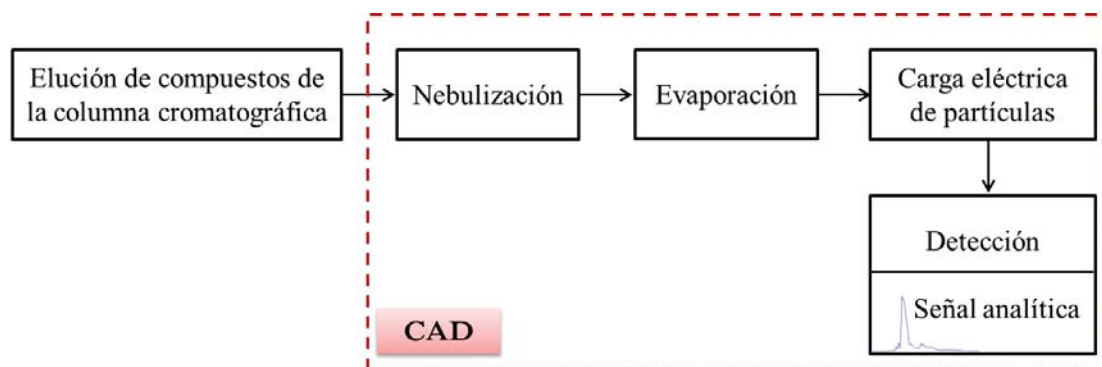 Elución de compuestos de
la columna cromatográfica
Nebulización
Evaporación
Carga eléctrica
de partículas
Detección
Señal analítica
CAD